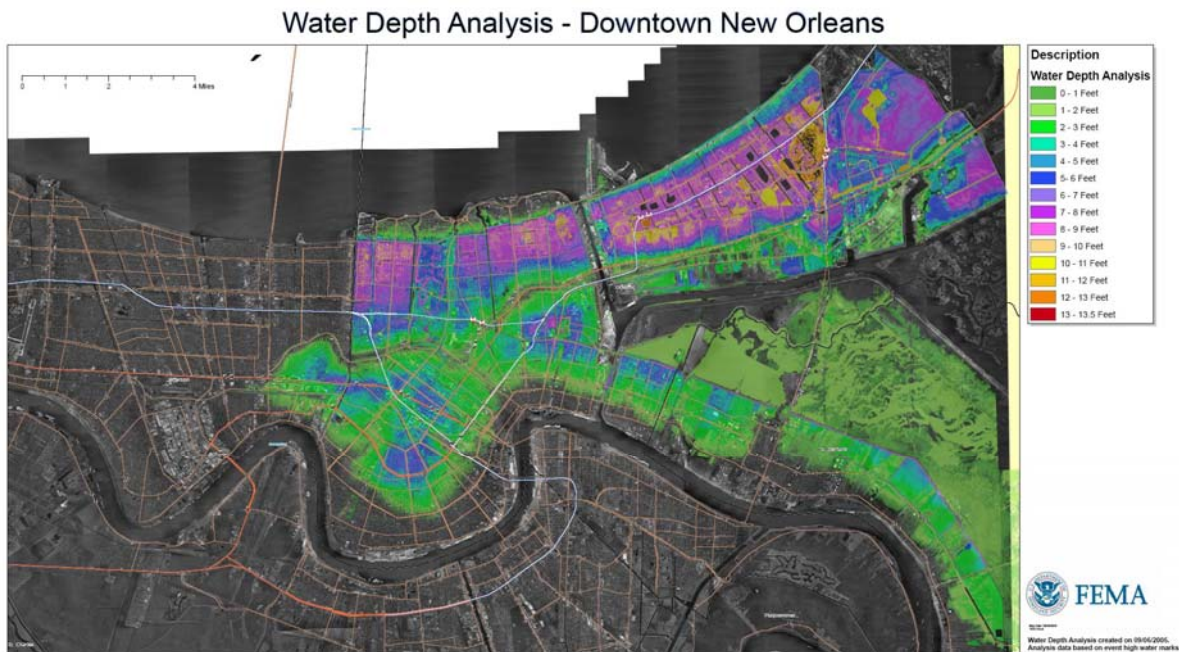 Water Depth Analysis - Downtown New Orleans
0 1 2 4 Miles
Description
Water Depth Analysis
0 - 1 Feet
1 - 2 Feet
2 - 3 Feet
3 - 4 Feet
4 - 5 Feet
5- 6 Feet
6 - 7 Feet
7 - 8 Feet
8 - 9 Feet
9 - 10 Feet
10 - 11 Feet
11 - 12 Feet
12 - 13 Feet
13 - 13.5 Feet
FEMA
Water Depth Analysis created on 09/06/2005.
Analysis data based on event high water marks